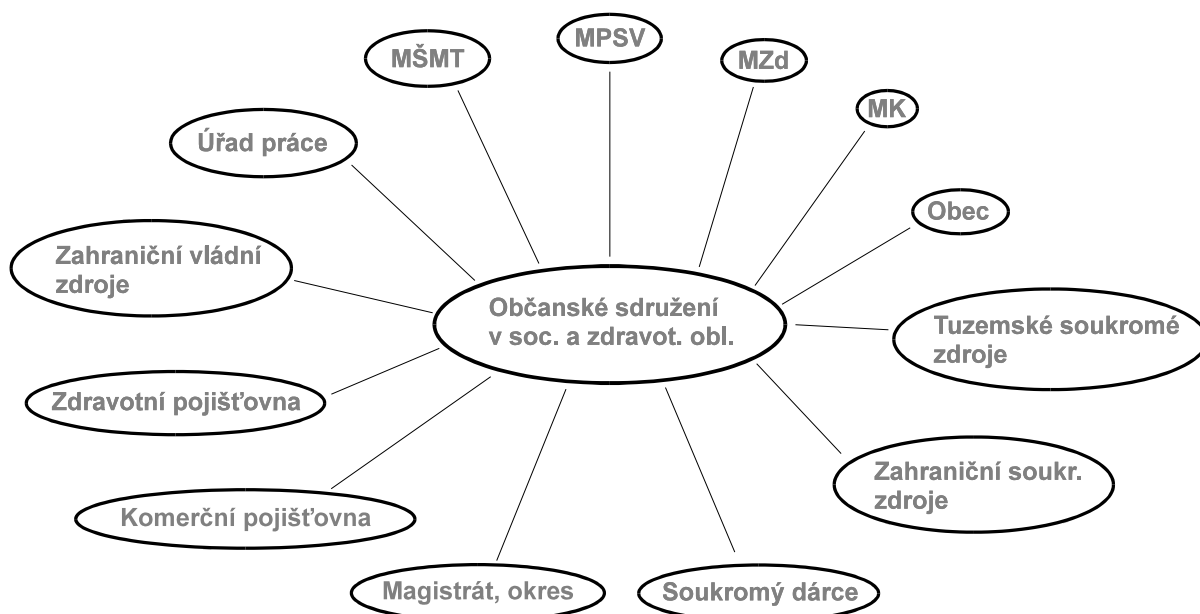 MPSV
MŠMT
MZd
MK
Úřad práce
Obec
Zahraniční vládní
zdroje
Občanské sdružení
v soc. a zdravot. obl.
Tuzemské soukromé
zdroje
Zdravotní pojišťovna
Zahraniční soukr.
zdroje
Komerční pojišťovna
Magistrát, okres
Soukromý dárce